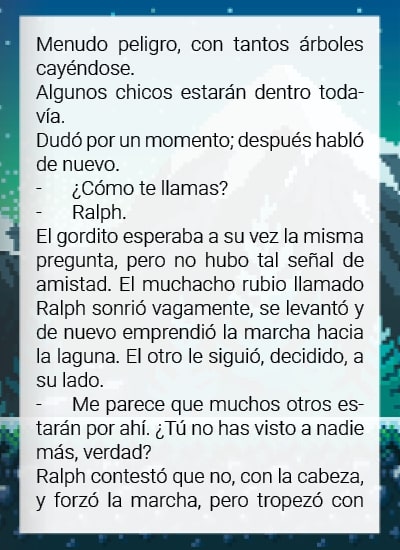 Menudo peligro, con tantos árboles
cayéndose.
Algunos chicos estarán dentro toda-
vía.
Dudó por un momento; después habló
de nuevo.
- ¿Cómo te llamas?
- Ralph.
El gordito esperaba a su vez la misma
pregunta, pero no hubo tal señal de
amistad. El muchacho rubio llamado
Ralph sonrió vagamente, se levantó y
de nuevo emprendió la marcha hacia
la laguna. El otro le siguió, decidido, a
su lado.
- Me parece que muchos otros es-
tarán por ahí. ¿Tú no has visto a nadie
más, verdad?
Ralph contestó que no, con la cabeza,
y forzó la marcha, pero tropezó con